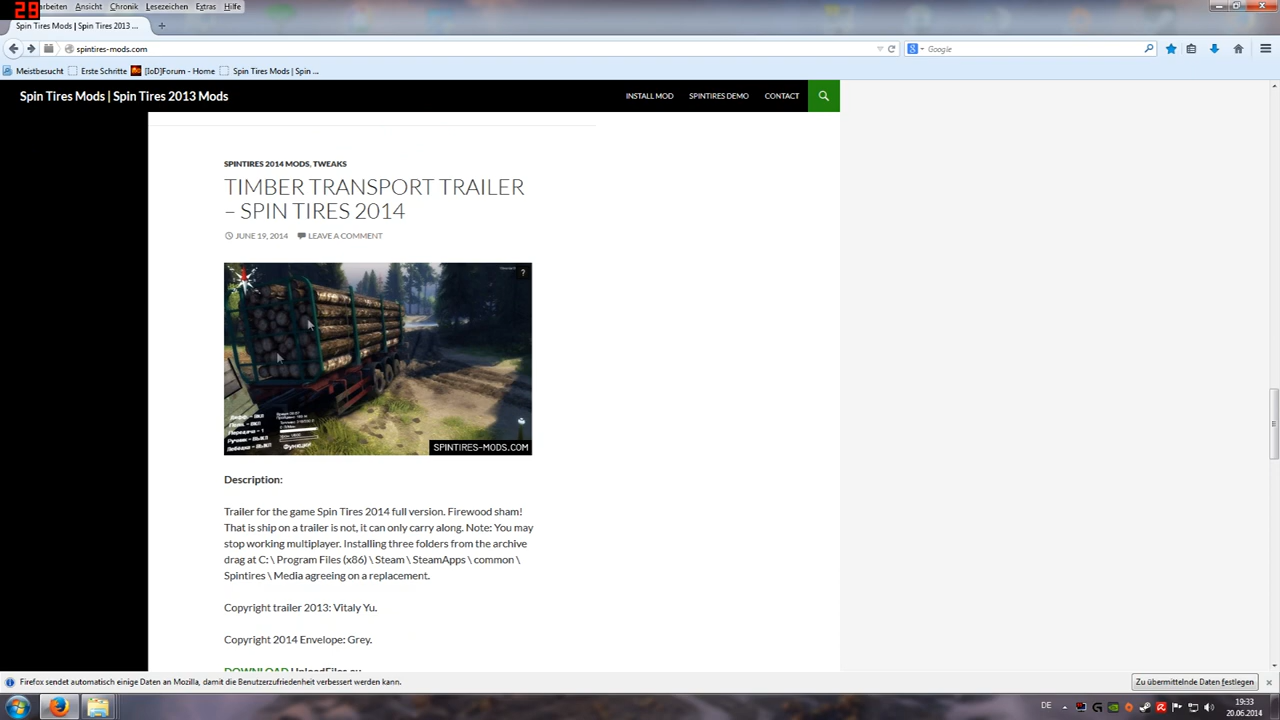 29
arbeiten Ansicht Chronik Lesezeichen Extras Hilfe
Spin Tires Mods | Spin Tires 2013 ...
spintires-mods.com
Google
Meistbesucht Erste Schritte [IoD]Forum - Home Spin Tires Mods | Spin ...
Spin Tires Mods | Spin Tires 2013 Mods
INSTALL MOD SPINTIRES DEMO CONTACT
SPINTIRES 2014 MODS, TWEAKS
TIMBER TRANSPORT TRAILER
– SPIN TIRES 2014
JUNE 19, 2014 LEAVE A COMMENT
?
Функции
SPINTIRES-MODS.COM
Description:
Trailer for the game Spin Tires 2014 full version. Firewood sham!
That is ship on a trailer is not, it can only carry along. Note: You may
stop working multiplayer. Installing three folders from the archive
drag at C: \ Program Files (x86) \ Steam \ SteamApps \ common \
Spintires \ Media agreeing on a replacement.
Copyright trailer 2013: Vitaly Yu.
Copyright 2014 Envelope: Grey.
DOWNLOAD UploadFiles.eu
Firefox sendet automatisch einige Daten an Mozilla, damit die Benutzerzufriedenheit verbessert werden kann.
Zu übermittelnde Daten festlegen
DE
19:33
20.06.2014